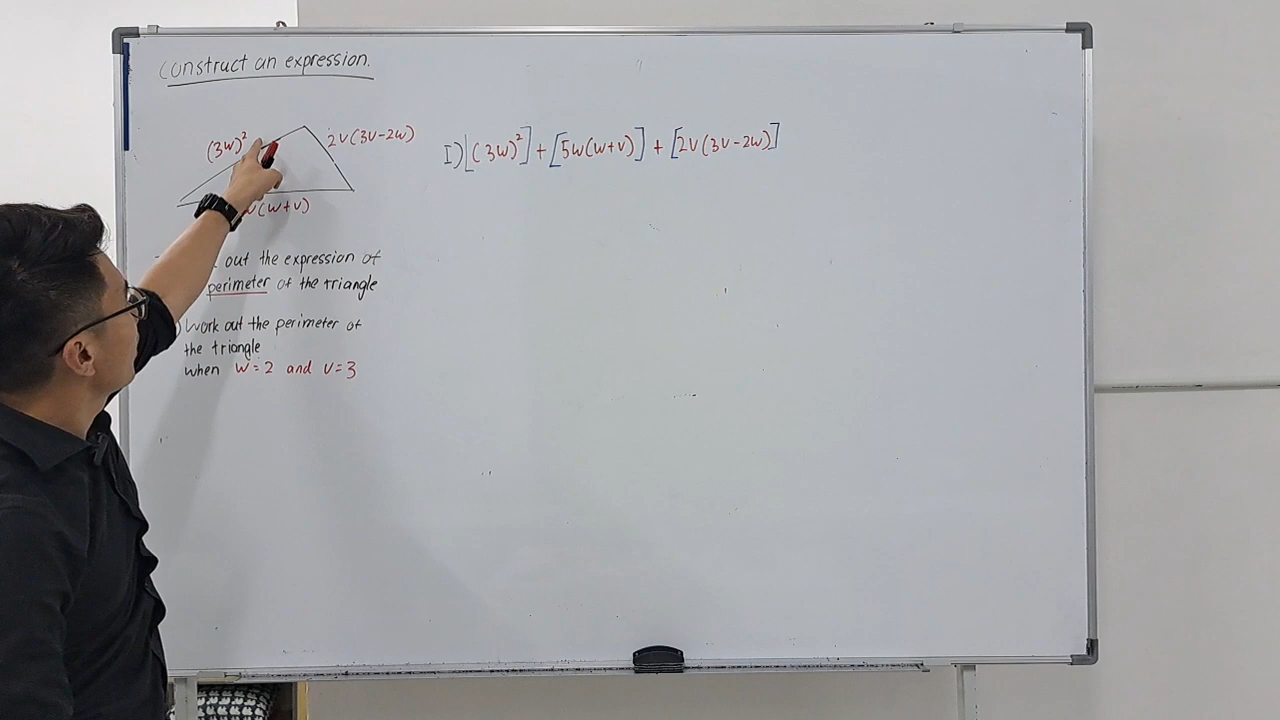 Construct an expression.
(3w)²
2v(3v-2w)
(w+v)
I) [(3w)²] + [5w(w+v)] + [2v(3v-2w)]
out the expression of
perimeter of the triangle
Work out the perimeter of
the triangle
when w=2 and v=3